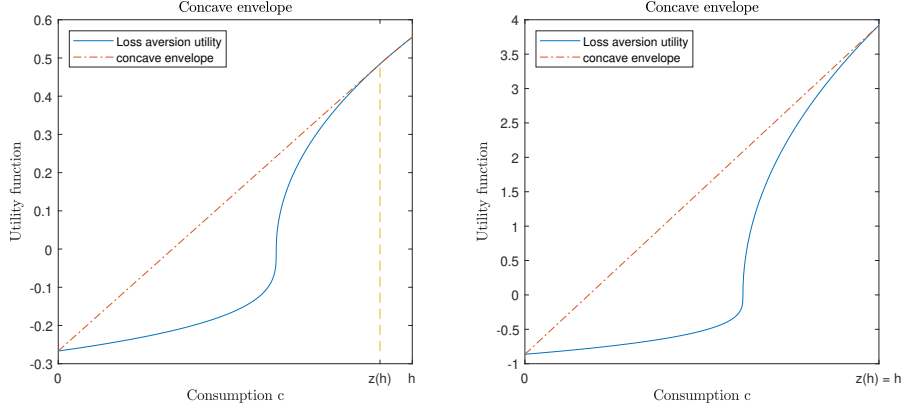 Concave envelope
0.6
0.5
0.4
0.3
0.2
0.1
0
-0.1
-0.2
-0.3
Utility function
Loss aversion utility
concave envelope
0
z(h)
h
Consumption c
Concave envelope
4
3.5
3
2.5
2
1.5
1
0.5
0
-0.5
-1
Utility function
Loss aversion utility
concave envelope
0
z(h) = h
Consumption c